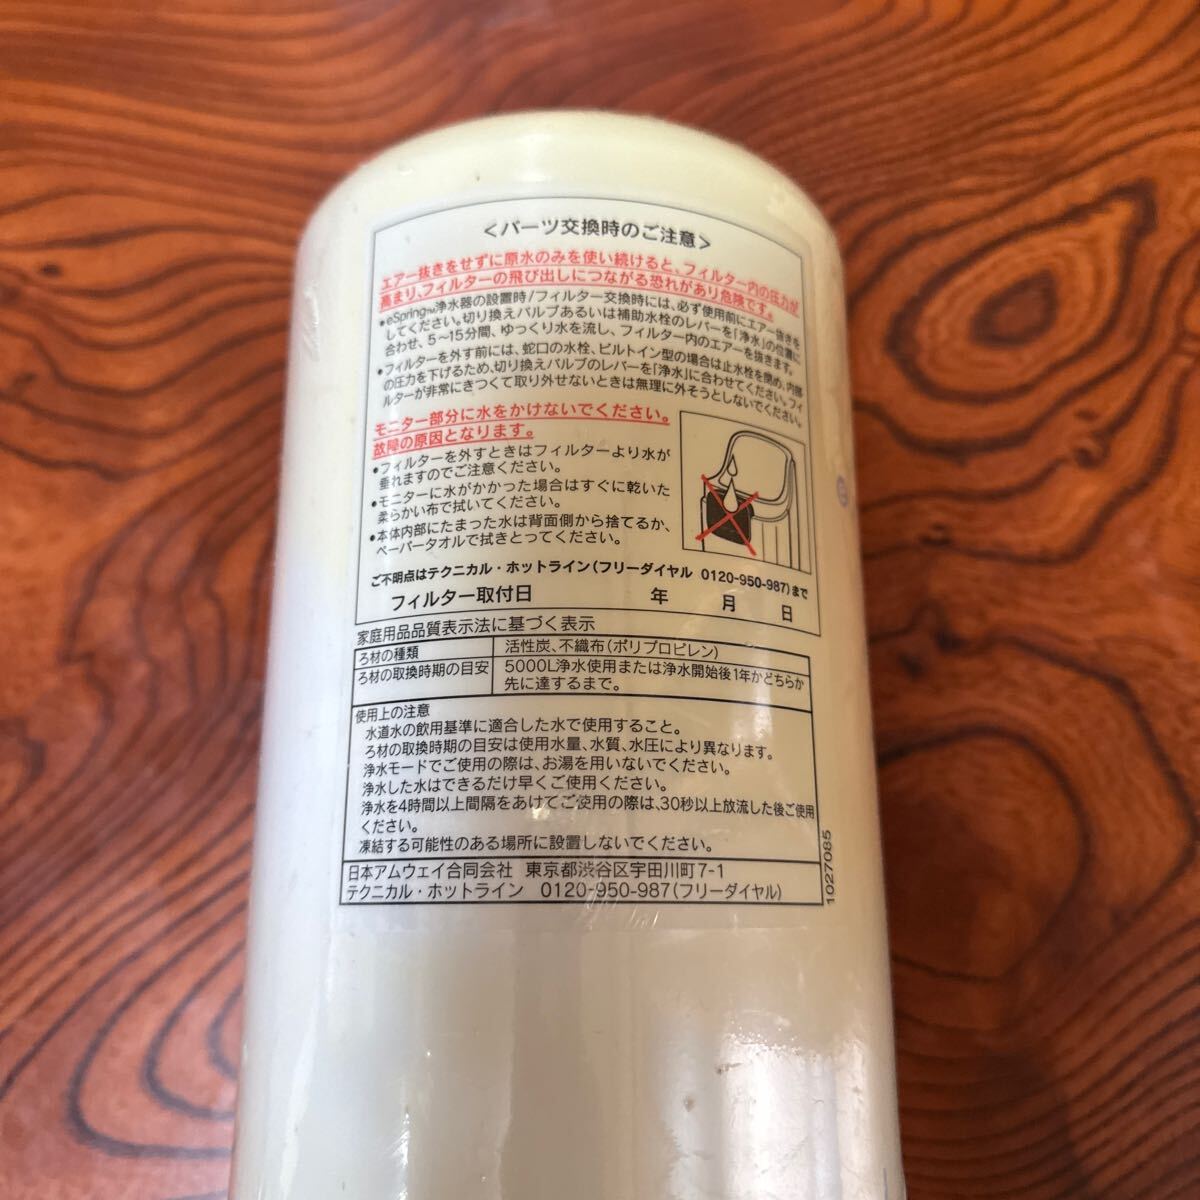 ＜パーツ交換時のご注意＞
エアー抜きをせずに原水のみを使い続けると、フィルター内の圧力が
高まり、フィルターの飛び出しにつながる恐れがあり危険です。
●eSpring™浄水器の設置時/フィルター交換時には、必ず使用前にエアー抜きを
してください。切り換えバルブあるいは補助水栓のレバーを「浄水」の位置に
合わせ、5〜15分間、ゆっくり水を流し、フィルター内のエアーを抜きます。
●フィルターを外す前には、蛇口の水栓、ビルトイン型の場合は止水栓を閉め、内部
の圧力を下げるため、切り換えバルブのレバーを「浄水」に合わせてください。フィ
ルターが非常にきつくて取り外せないときは無理に外そうとしないでください。
モニター部分に水をかけないでください。
故障の原因となります。
●フィルターを外すときはフィルターより水が
垂れますのでご注意ください。
●モニターに水がかかった場合はすぐに乾いた
柔らかい布で拭いてください。
●本体内部にたまった水は背面側から捨てるか、
ペーパータオルで拭きとってください。
ご不明点はテクニカル・ホットライン(フリーダイヤル 0120-950-987)まで
フィルター取付日 年 月 日
家庭用品品質表示法に基づく表示
ろ材の種類 活性炭、不織布(ポリプロピレン)
ろ材の取換時期の目安 5000L浄水使用または浄水開始後1年かどちらか
先に達するまで。
使用上の注意
水道水の飲用基準に適合した水で使用すること。
ろ材の取換時期の目安は使用水量、水質、水圧により異なります。
浄水モードでご使用の際は、お湯を用いないでください。
浄水した水はできるだけ早くご使用ください。
浄水を4時間以上間隔をあけてご使用の際は、30秒以上放流した後ご使用
ください。
凍結する可能性のある場所に設置しないでください。
日本アムウェイ合同会社 東京都渋谷区宇田川町7-1
テクニカル・ホットライン 0120-950-987(フリーダイヤル)
1027085